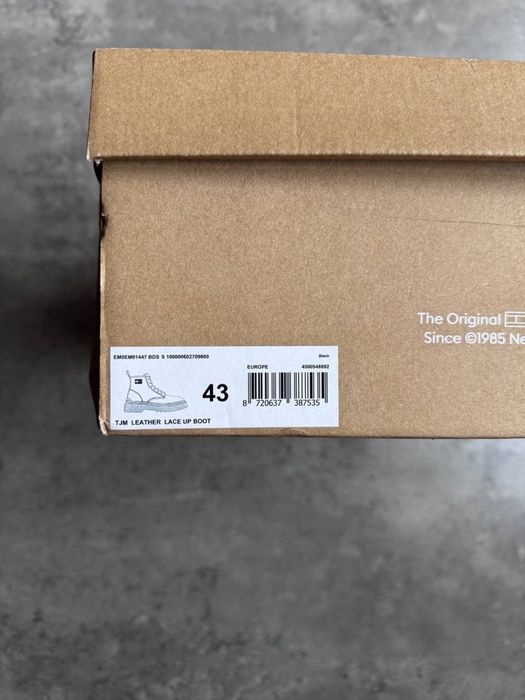 The Original
Since ©1985 Ne
EM0EM01447 BDS S 100000602709880 Black
EUROPE 4500548892
43
8 720637 387535
TJM LEATHER LACE UP BOOT